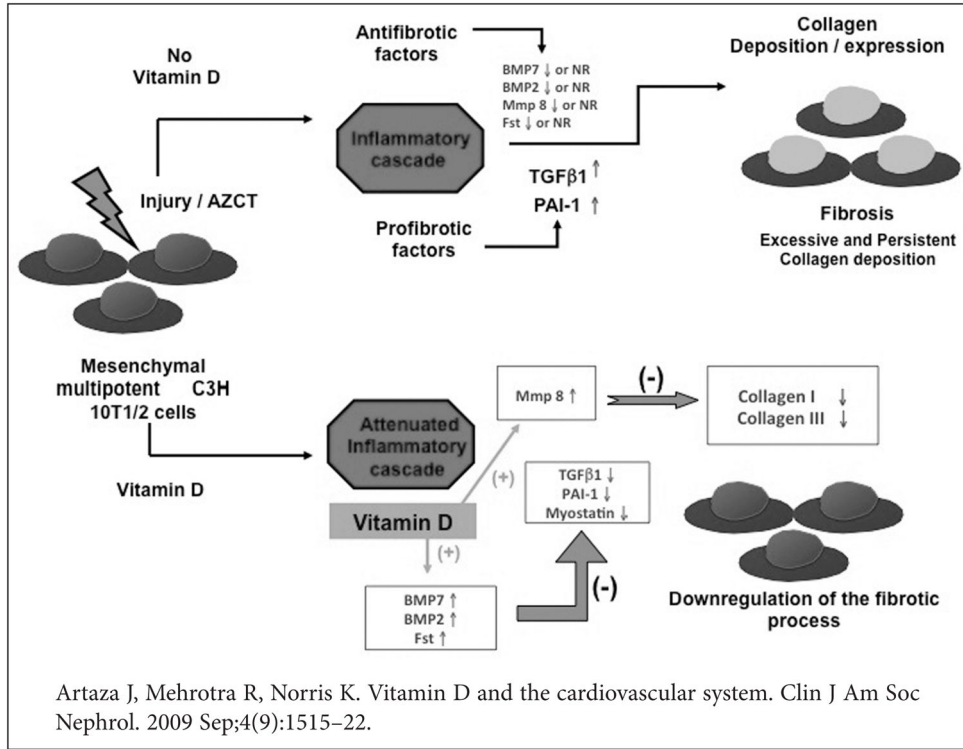 No
Vitamin D
Injury / AZCT
Mesenchymal
multipotent C3H
10T1/2 cells
Vitamin D
Antifibrotic
factors
BMP7 ↓ or NR
BMP2 ↓ or NR
Mmp 8 ↓ or NR
Fst ↓ or NR
Inflammatory
cascade
TGFβ1 ↑
PAI-1 ↑
Profibrotic
factors
Collagen
Deposition / expression
Fibrosis
Excessive and Persistent
Collagen deposition
Attenuated
Inflammatory
cascade
Vitamin D
(+)
(+)
Mmp 8 ↑
(-)
Collagen I ↓
Collagen III ↓
TGFβ1 ↓
PAI-1 ↓
Myostatin ↓
BMP7 ↑
BMP2 ↑
Fst ↑
(-)
Downregulation of the fibrotic
process
Artaza J, Mehrotra R, Norris K. Vitamin D and the cardiovascular system. Clin J Am Soc
Nephrol. 2009 Sep;4(9):1515–22.